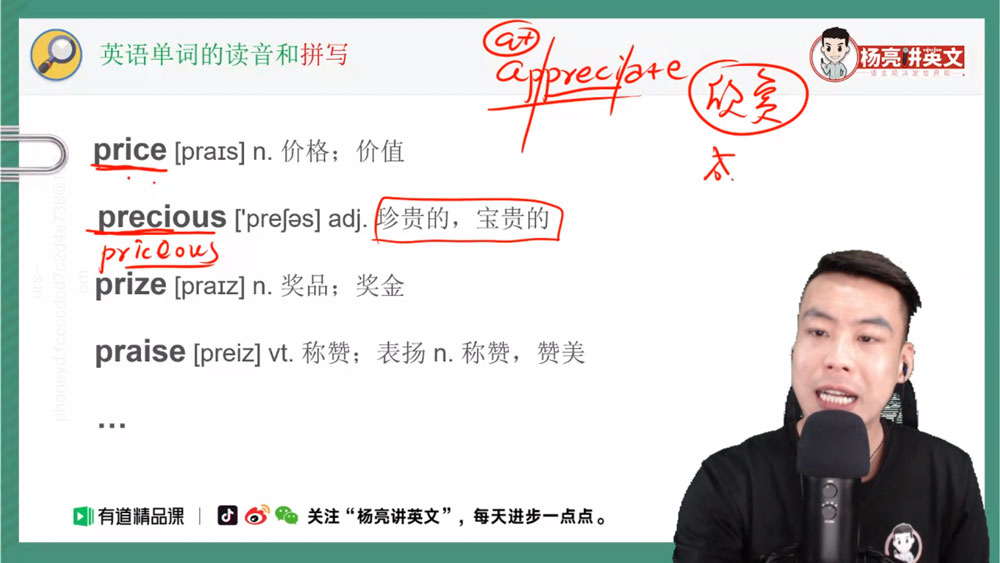 英语单词的读音和拼写
at
appreciate
欣赏
杨亮讲英文
price [praɪs] n. 价格；价值
precious ['preʃəs] adj. 珍贵的，宝贵的
priceous
prize [praɪz] n. 奖品；奖金
praise [preiz] vt. 称赞；表扬 n. 称赞，赞美
...
有道精品课 | 关注“杨亮讲英文”，每天进步一点点。